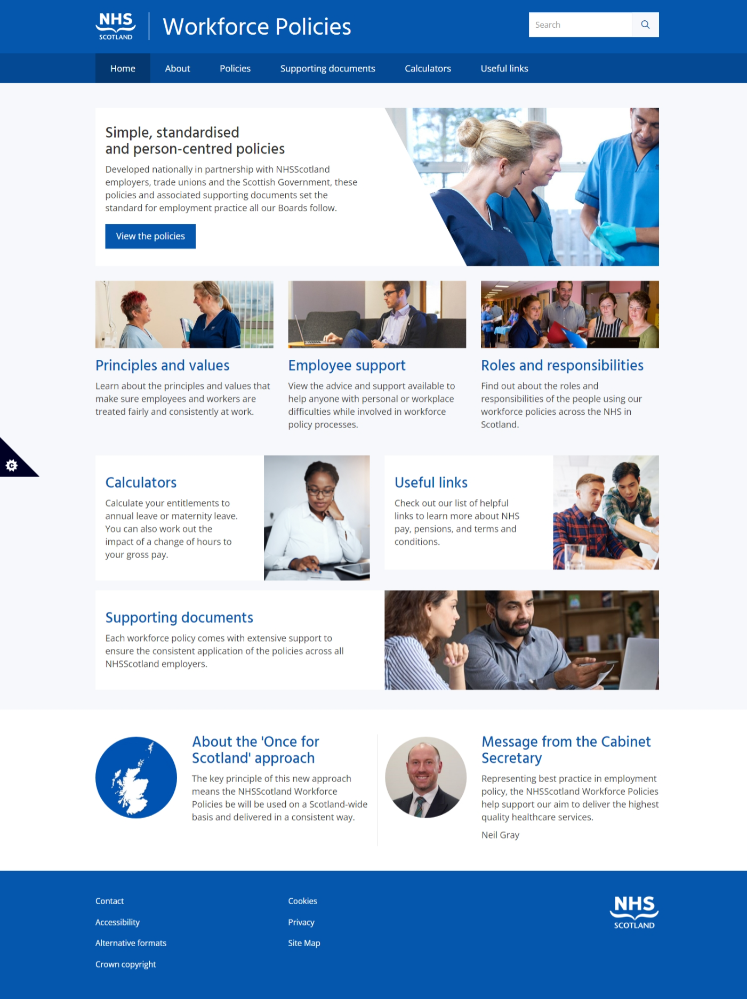 NHS
SCOTLAND
Workforce Policies
Search
Home
About
Policies
Supporting documents
Calculators
Useful links
Simple, standardised
and person-centred policies
Developed nationally in partnership with NHSScotland
employers, trade unions and the Scottish Government, these
policies and associated supporting documents set the
standard for employment practice all our Boards follow.
View the policies
Principles and values
Learn about the principles and values that
make sure employees and workers are
treated fairly and consistently at work.
Employee support
View the advice and support available to
help anyone with personal or workplace
difficulties while involved in workforce
policy processes.
Roles and responsibilities
Find out about the roles and
responsibilities of the people using our
workforce policies across the NHS in
Scotland.
C
Calculators
Calculate your entitlements to
annual leave or maternity leave.
You can also work out the
impact of a change of hours to
your gross pay.
Useful links
Check out our list of helpful
links to learn more about NHS
pay, pensions, and terms and
conditions.
Supporting documents
Each workforce policy comes with extensive support to
ensure the consistent application of the policies across all
NHSScotland employers.
About the 'Once for
Scotland' approach
The key principle of this new approach
means the NHSScotland Workforce
Policies be will be used on a Scotland-wide
basis and delivered in a consistent way.
Message from the Cabinet
Secretary
Representing best practice in employment
policy, the NHSScotland Workforce Policies
help support our aim to deliver the highest
quality healthcare services.
Neil Gray
Contact
Accessibility
Alternative formats
Crown copyright
Cookies
Privacy
Site Map
NHS
SCOTLAND